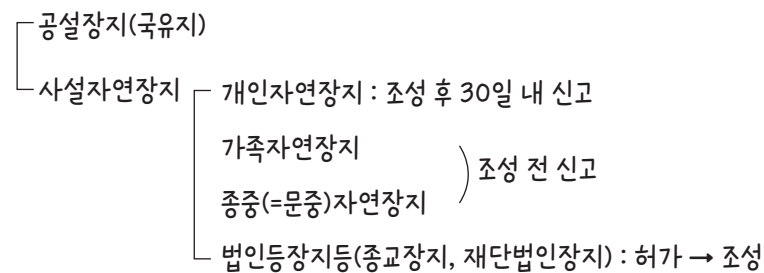 공설장지(국유지)
사설자연장지
개인자연장지 : 조성 후 30일 내 신고
가족자연장지
조성 전 신고
종중(=문중)자연장지
법인등장지등(종교장지, 재단법인장지) : 허가 → 조성